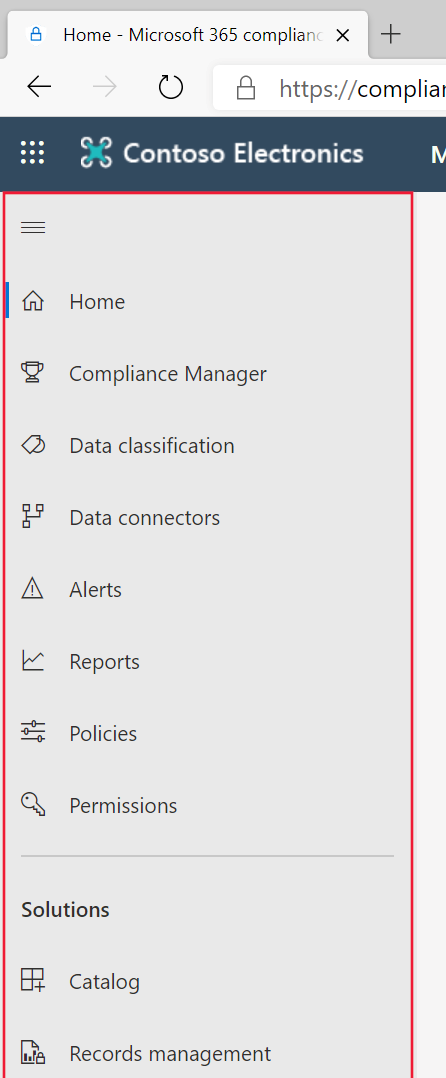 Home - Microsoft 365 complianc
https://complian
Contoso Electronics
M
Home
Compliance Manager
Data classification
Data connectors
Alerts
Reports
Policies
Permissions
Solutions
Catalog
Records management